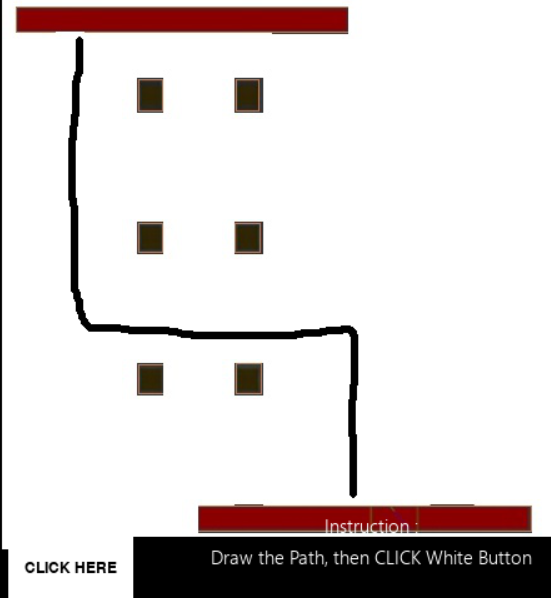 Instruction :
Draw the Path, then CLICK White Button
CLICK HERE